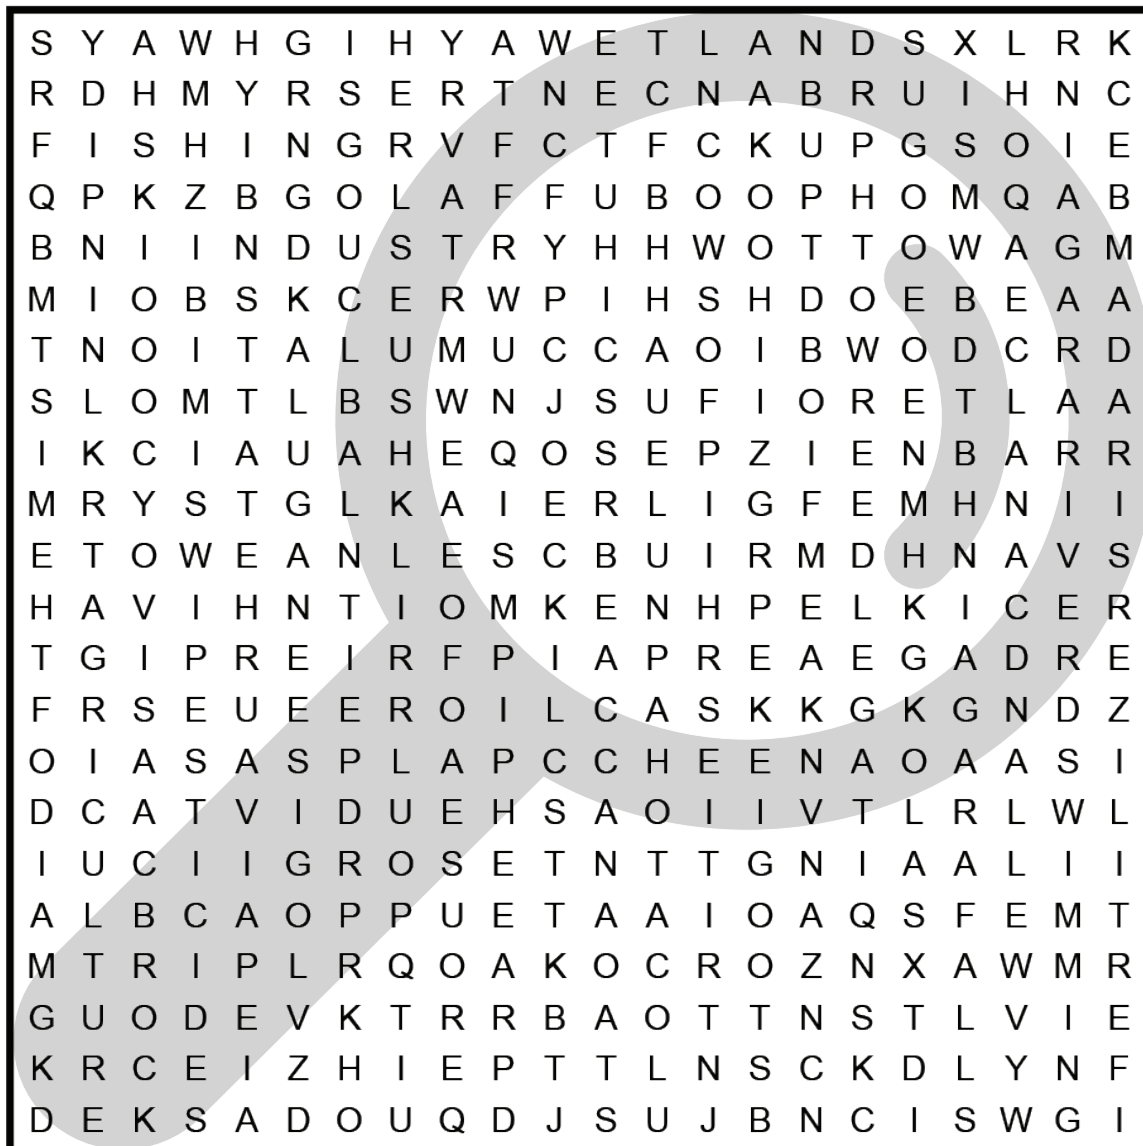 S Y A W H G I H Y A W E T L A N D S X L R K
R D H M Y R S E R T N E C N A B R U I H N C
F I S H I N G R V F C T F C K U P G S O I E
Q P K Z B G O L A F F U B O O P H O M Q A B
B N I I N D U S T R Y H H W O T T O W A G M
M I O B S K C E R W P I H S H D O E B E A A
T N O I T A L U M U C C A O I B W O D C R D
S L O M T L B S W N J S U F I O R E T L A A
I K C I A U A H E Q O S E P Z I E N B A R R
M R Y S T G L K A I E R L I G F E M H N I I
E T O W E A N L E S C B U I R M D H N A V S
H A V I H N T I O M K E N H P E L K I C E R
T G I P R E I R F P I A P R E A E G A D R E
F R S E U E E R O I L C A S K K G K G N D Z
O I A S A S P L A P C C H E E N A O A A S I
D C A T V I D U E H S A O I I V T L R L W L
I U C I I G R O S E T N T T G N I A A L I I
A L B C A O P P U E T A A I O A Q S F E M T
M T R I P L R Q O A K O C R O Z N X A W M R
G U O D E V K T R R B A O T T N S T L V I E
K R C E I Z H I E P T T L N S C K D L Y N F
D E K S A D O U Q D J S U J B N C I S W G I